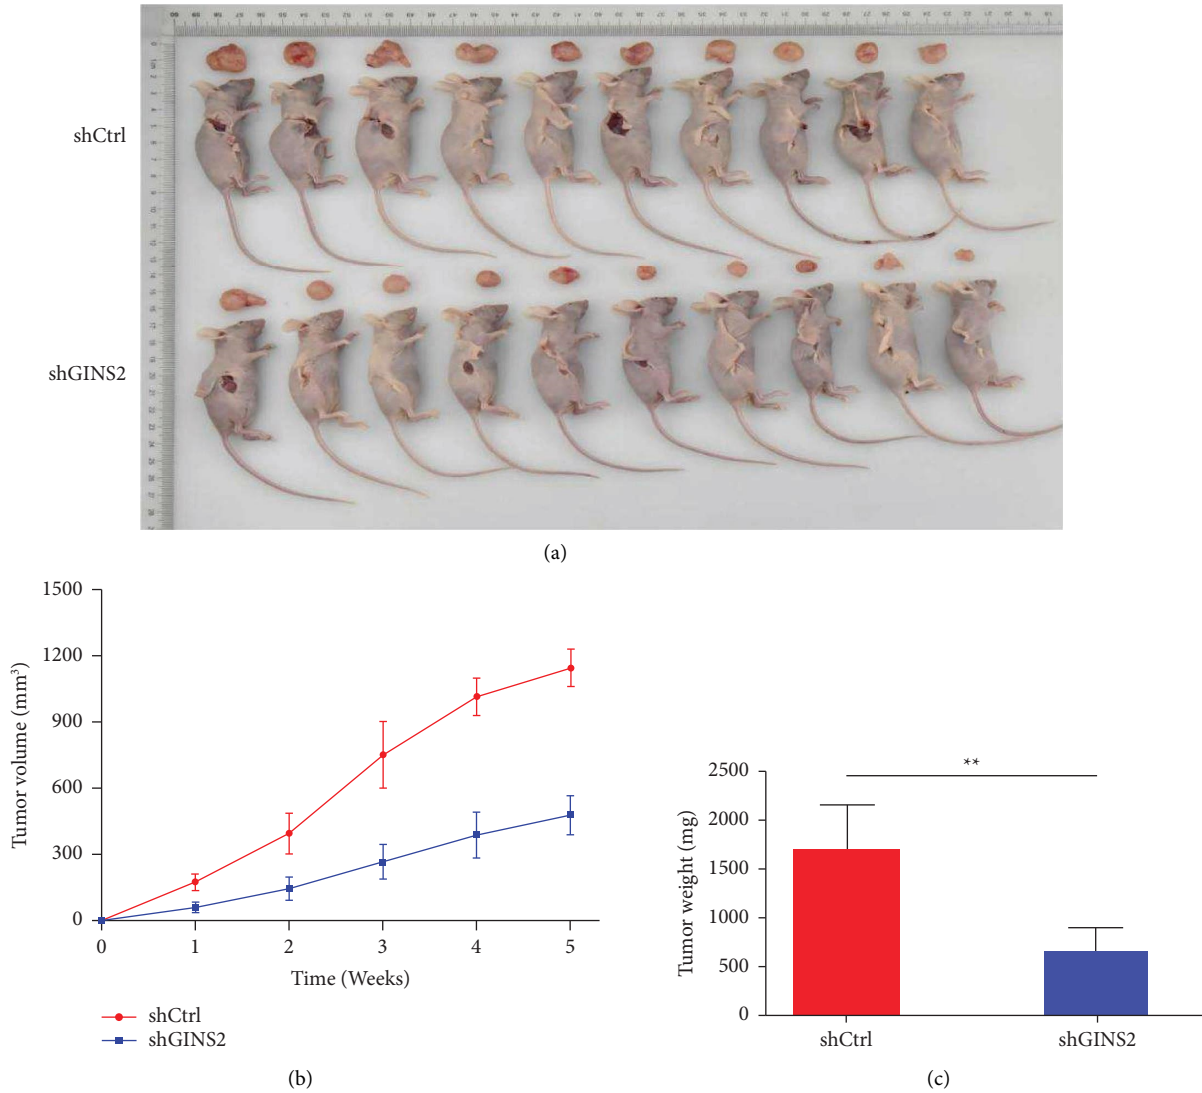 shCtrl
shGINS2
(a)
1500
1200
900
600
300
0
Tumor volume (mm³)
0 1 2 3 4 5
Time (Weeks)
shCtrl
shGINS2
(b)
**
2500
2000
1500
1000
500
0
Tumor weight (mg)
shCtrl shGINS2
(c)